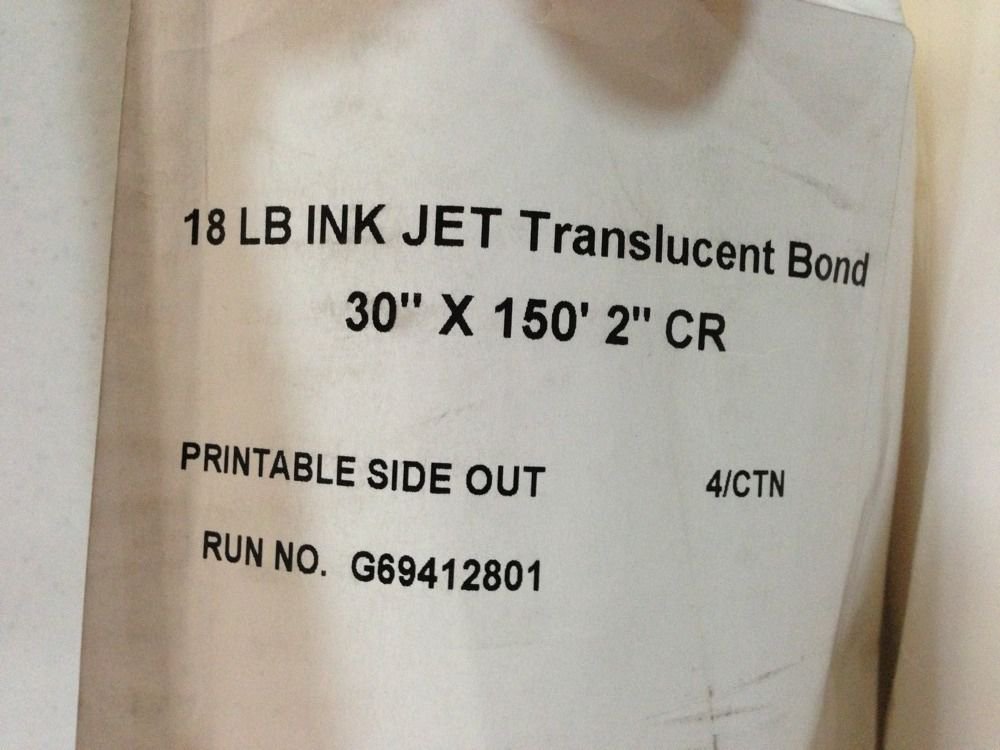 18 LB INK JET Translucent Bond
30" X 150' 2" CR
PRINTABLE SIDE OUT 4/CTN
RUN NO. G69412801